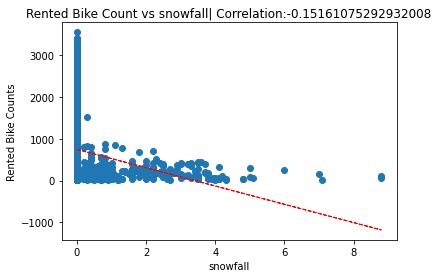 Rented Bike Count vs snowfall| Correlation:-0.15161075292932008
3000
2000
1000
0
−1000
Rented Bike Counts
0 2 4 6 8
snowfall